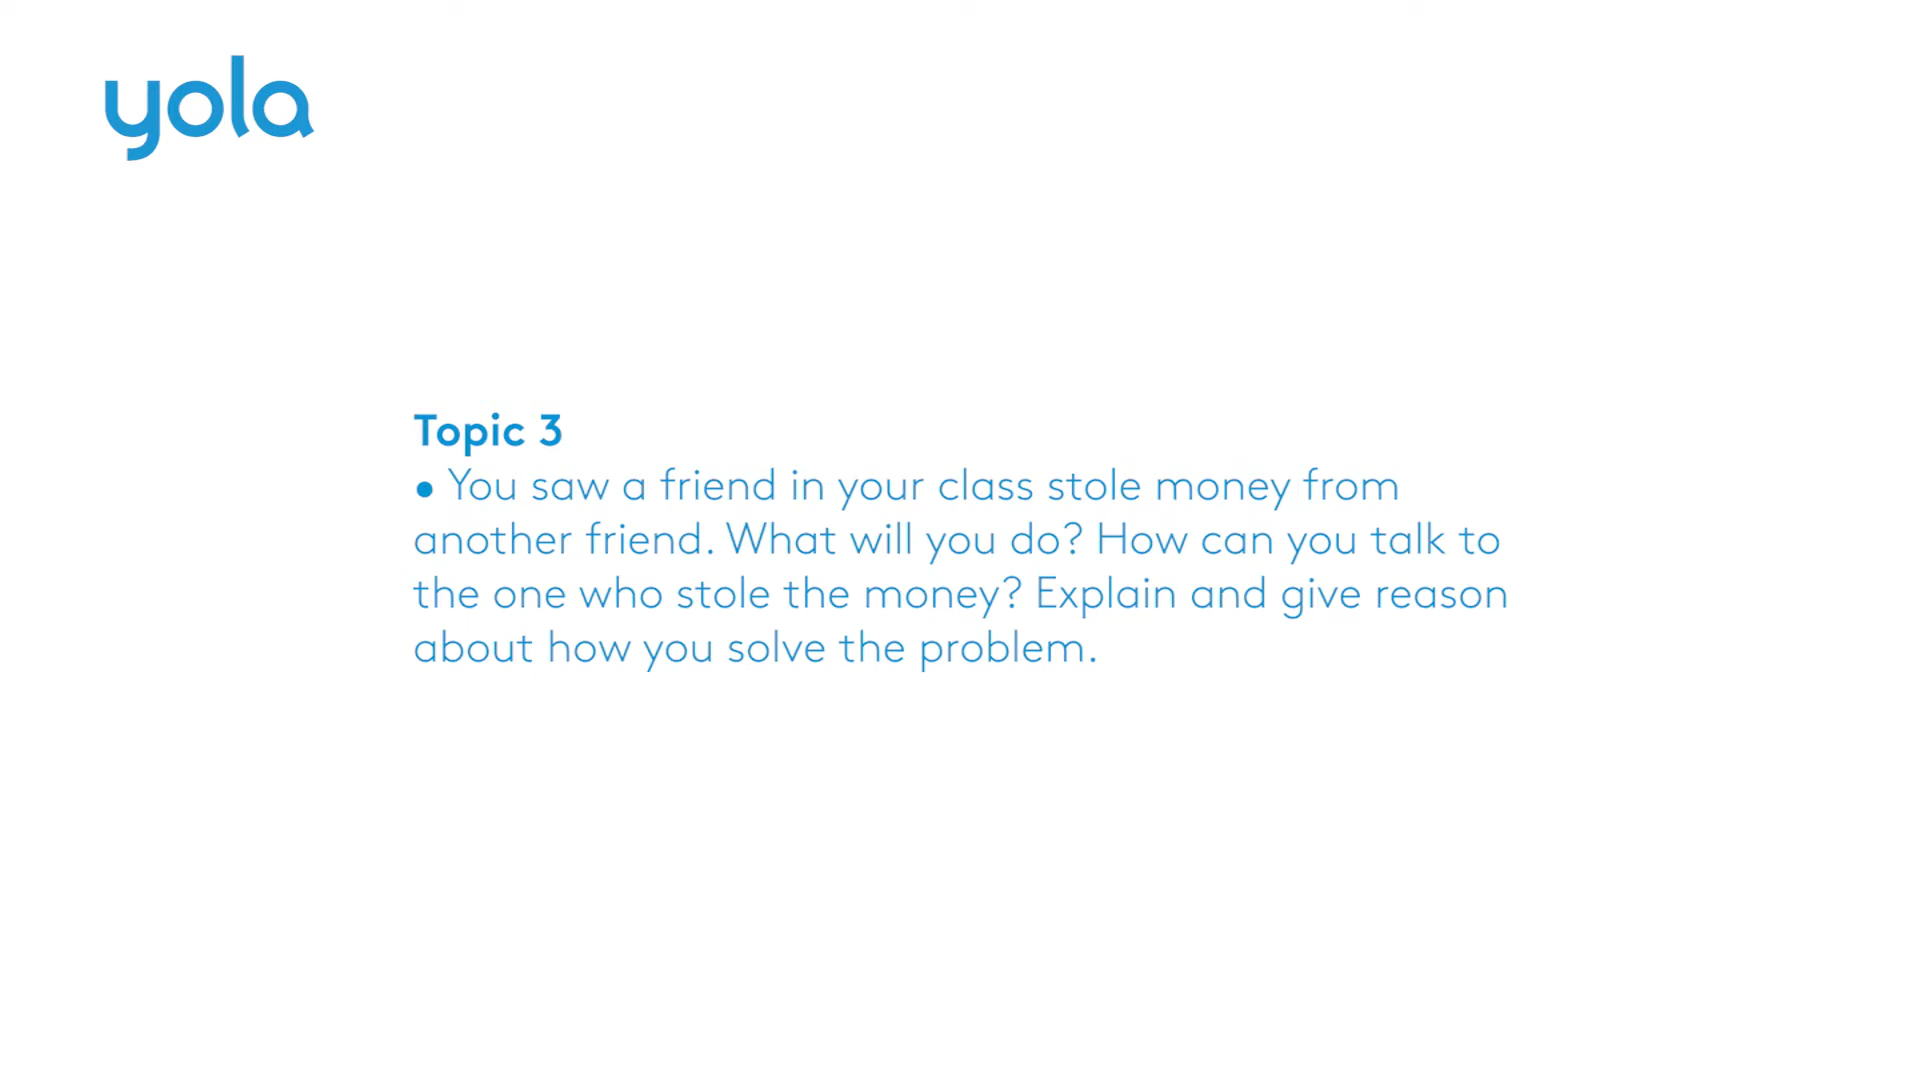 yola
Topic 3
• You saw a friend in your class stole money from
another friend. What will you do? How can you talk to
the one who stole the money? Explain and give reason
about how you solve the problem.